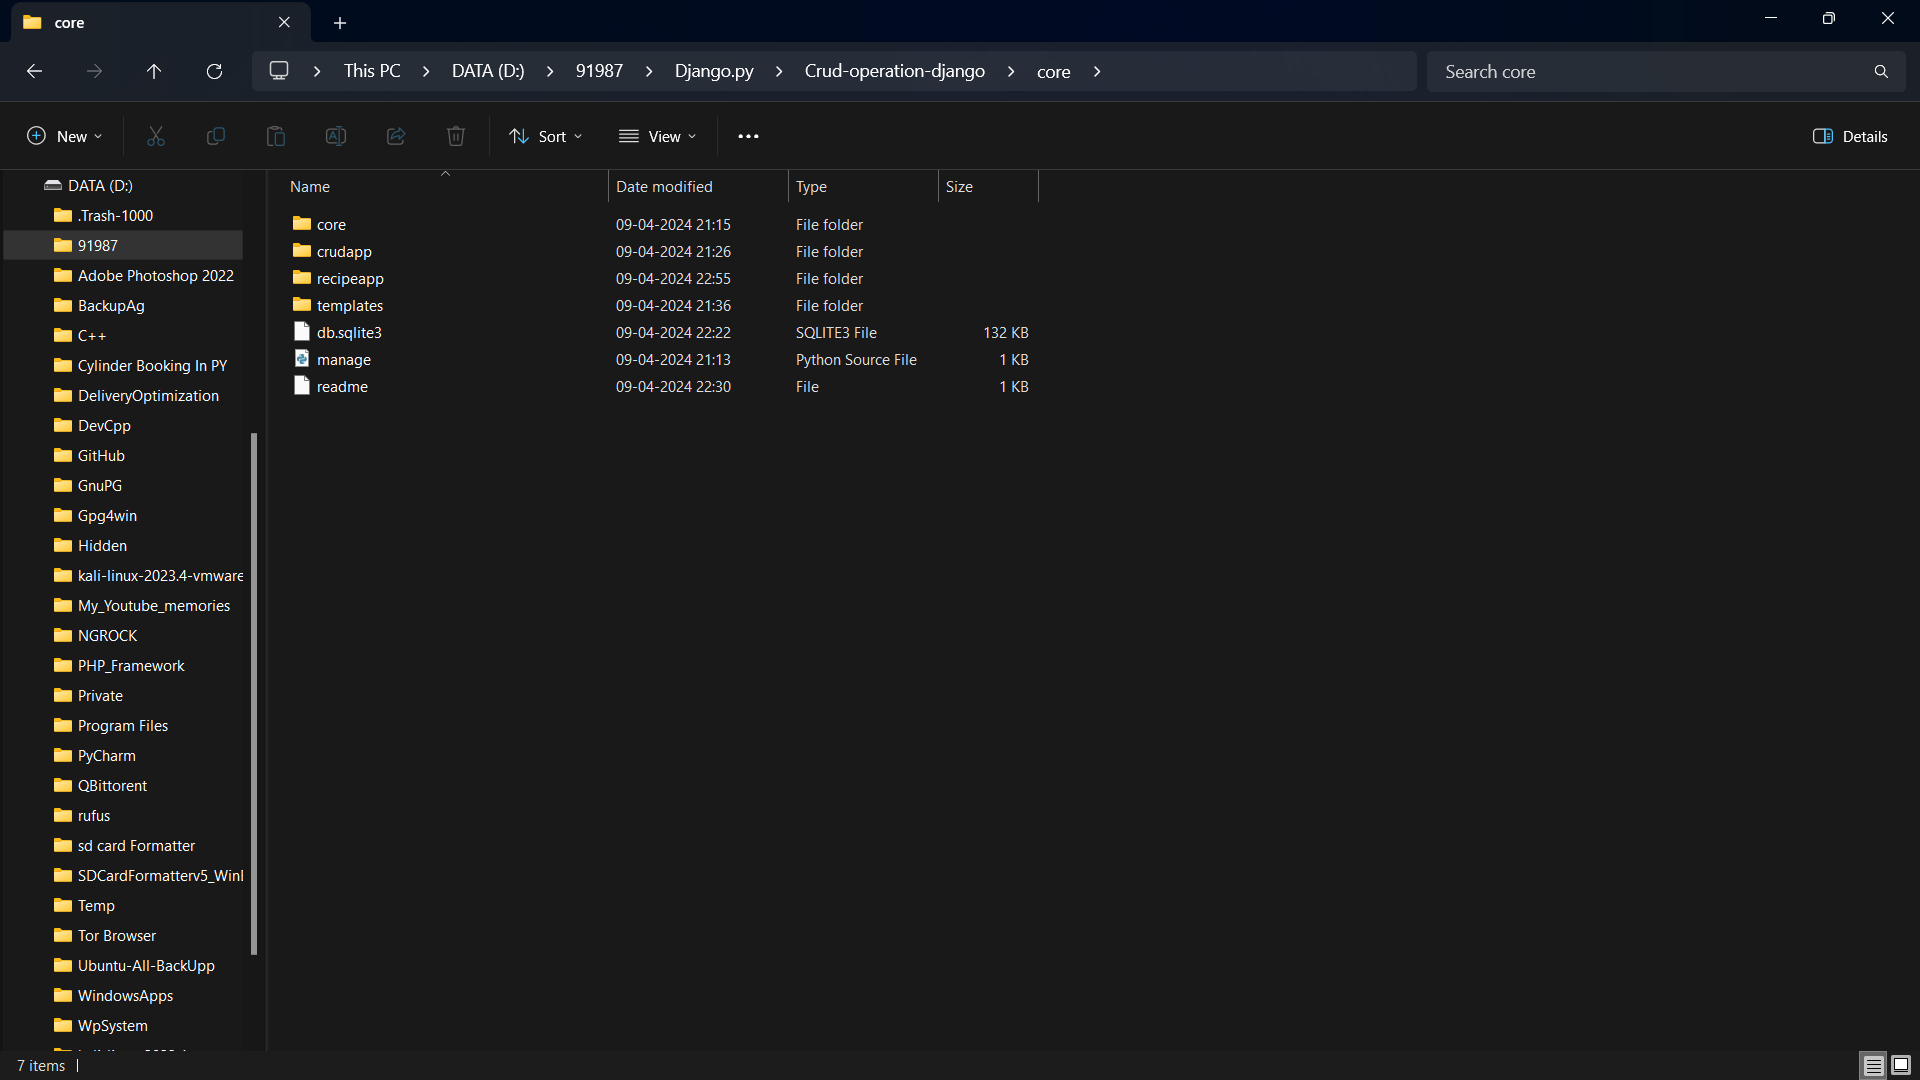 core
This PC > DATA (D:) > 91987 > Django.py > Crud-operation-django > core >
Search core
New
Sort
View
Details
DATA (D:)
.Trash-1000
91987
Adobe Photoshop 2022
BackupAg
C++
Cylinder Booking In PY
DeliveryOptimization
DevCpp
GitHub
GnuPG
Gpg4win
Hidden
kali-linux-2023.4-vmware
My_Youtube_memories
NGROCK
PHP_Framework
Private
Program Files
PyCharm
QBittorent
rufus
sd card Formatter
SDCardFormatterv5_WinI
Temp
Tor Browser
Ubuntu-All-BackUpp
WindowsApps
WpSystem
Name Date modified Type Size
core 09-04-2024 21:15 File folder
crudapp 09-04-2024 21:26 File folder
recipeapp 09-04-2024 22:55 File folder
templates 09-04-2024 21:36 File folder
db.sqlite3 09-04-2024 22:22 SQLITE3 File 132 KB
manage 09-04-2024 21:13 Python Source File 1 KB
readme 09-04-2024 22:30 File 1 KB
7 items